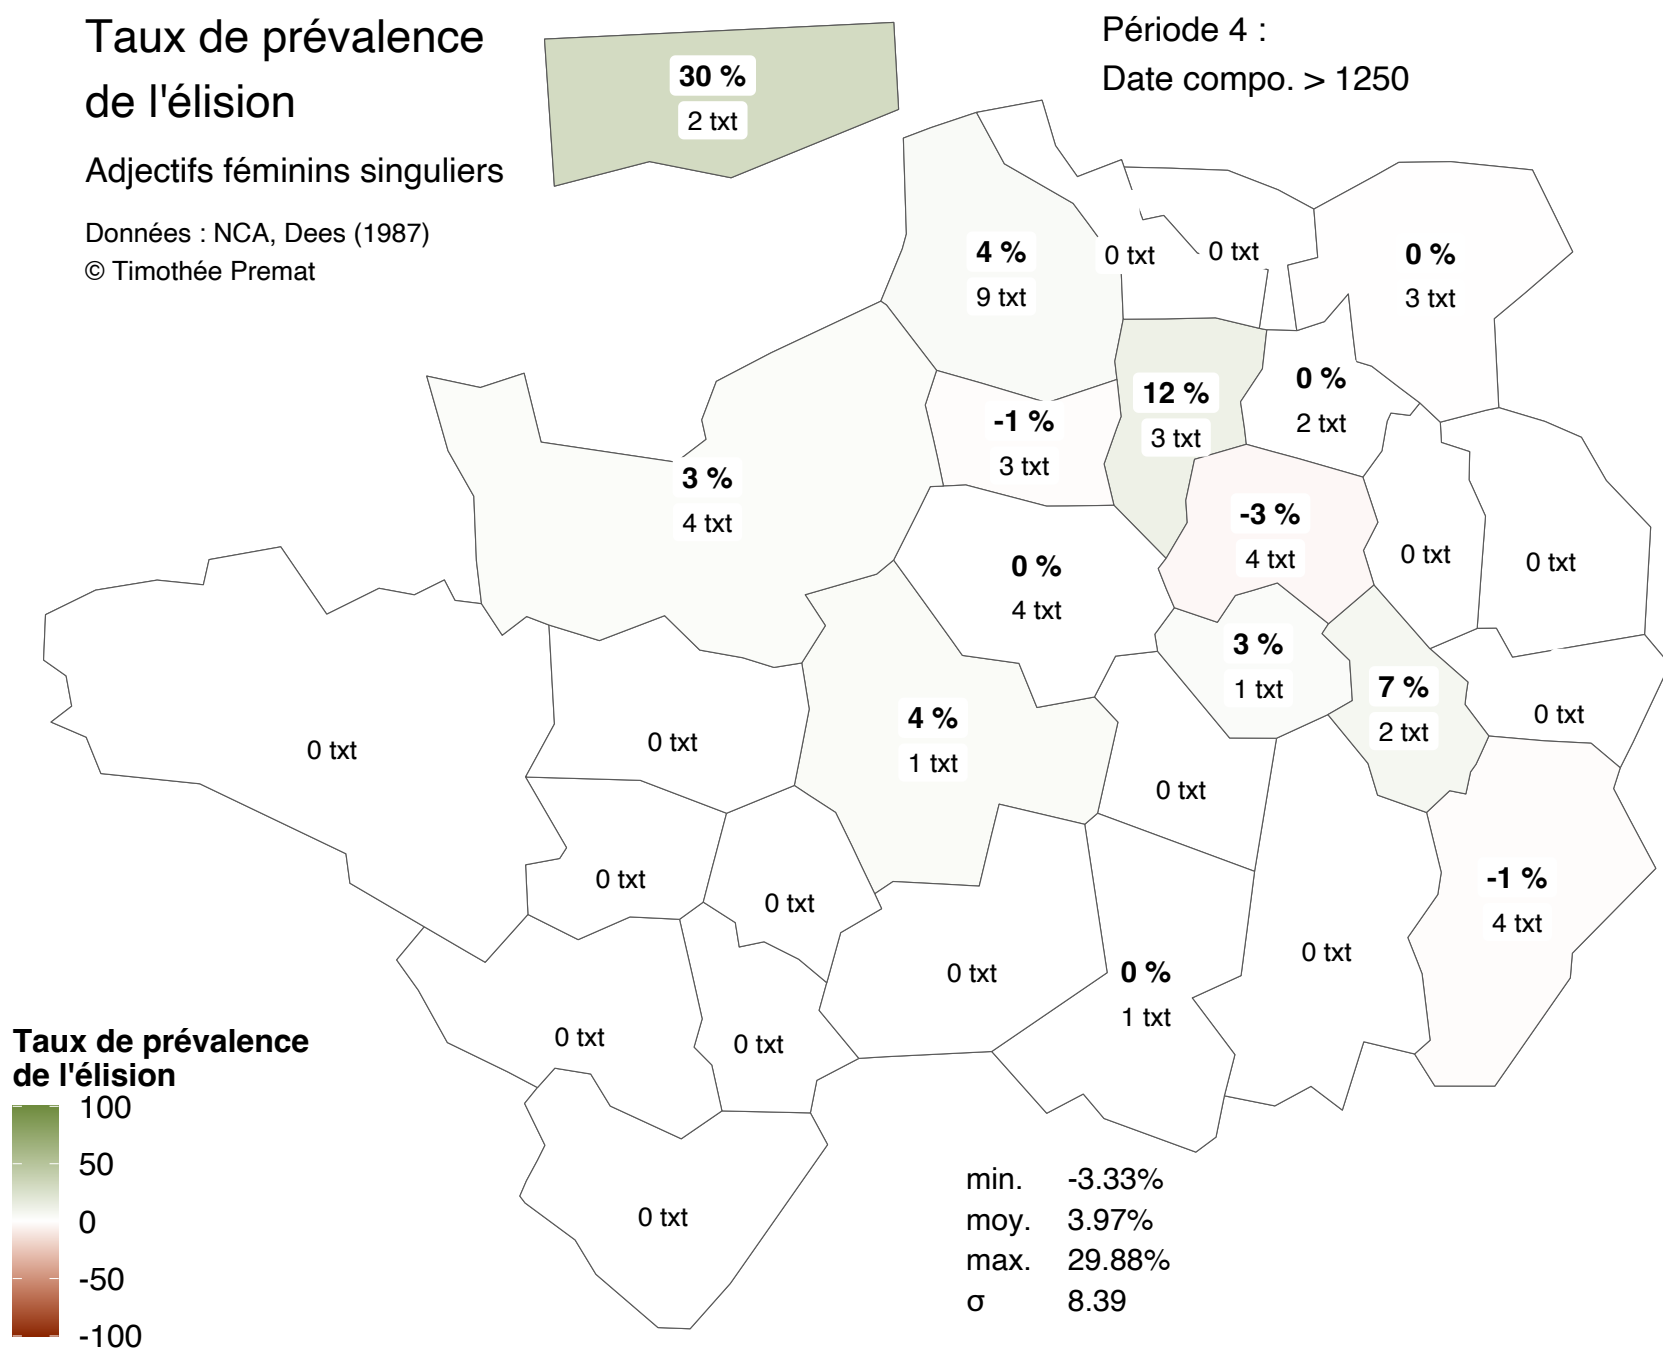 Taux de prévalence
de l'élision
Adjectifs féminins singuliers
Données : NCA, Dees (1987)
© Timothée Premat
Période 4 :
Date compo. > 1250
30 %
2 txt
4 %
9 txt
0 txt
0 txt
0 %
3 txt
12 %
3 txt
0 %
2 txt
-1 %
3 txt
3 %
4 txt
-3 %
4 txt
0 txt
0 txt
0 %
4 txt
3 %
1 txt
7 %
2 txt
0 txt
0 txt
0 txt
4 %
1 txt
0 txt
0 txt
0 txt
-1 %
4 txt
0 txt
0 %
1 txt
0 txt
0 txt
0 txt
0 txt
Taux de prévalence
de l'élision
100
50
0
-50
-100
min. -3.33%
moy. 3.97%
max. 29.88%
σ 8.39